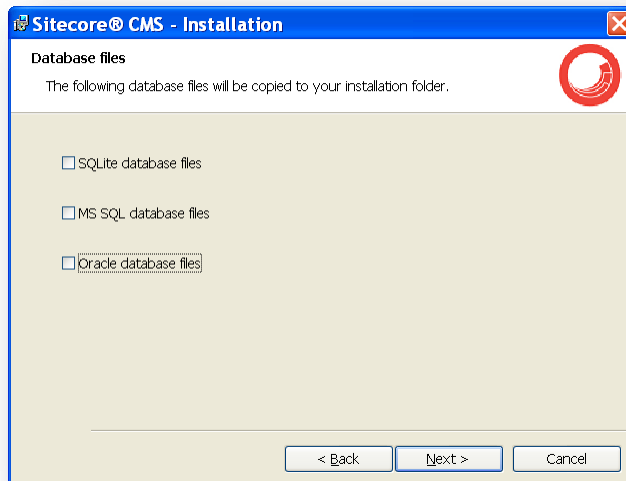 Sitecore® CMS - Installation
Database files
The following database files will be copied to your installation folder.
SQLite database files
MS SQL database files
Oracle database files
< Back
Next >
Cancel